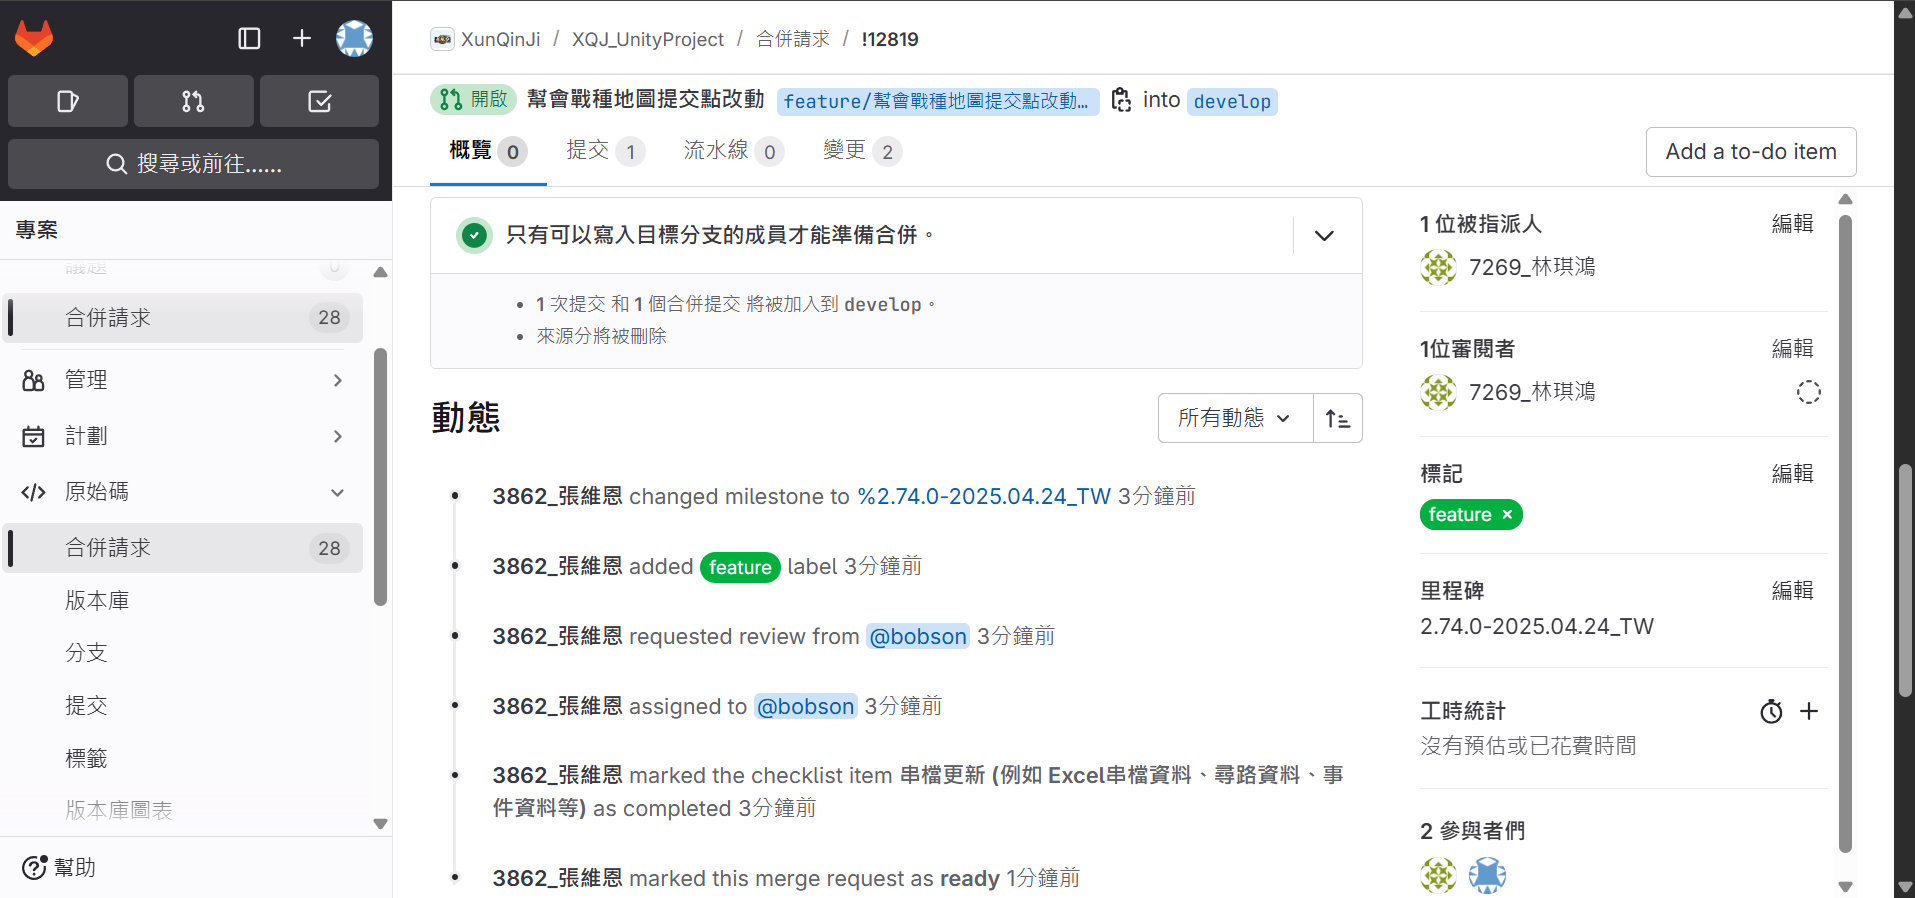 XunQinJi / XQJ_UnityProject / 合併請求 / !12819
開啟 幫會戰種地圖提交點改動 feature/幫會戰種地圖提交點改動… into develop
概覽 0 提交 1 流水線 0 變更 2
Add a to-do item
搜尋或前往......
專案
議題 0
合併請求 28
管理
計劃
原始碼
合併請求 28
版本庫
分支
提交
標籤
版本庫圖表
幫助
只有可以寫入目標分支的成員才能準備合併。
1 次提交 和 1 個合併提交 將被加入到 develop。
來源分將被刪除
動態
所有動態
3862_張維恩 changed milestone to %2.74.0-2025.04.24_TW 3分鐘前
3862_張維恩 added feature label 3分鐘前
3862_張維恩 requested review from @bobson 3分鐘前
3862_張維恩 assigned to @bobson 3分鐘前
3862_張維恩 marked the checklist item 串檔更新 (例如 Excel串檔資料、尋路資料、事
件資料等) as completed 3分鐘前
3862_張維恩 marked this merge request as ready 1分鐘前
1 位被指派人 編輯
7269_林琪鴻
1位審閱者 編輯
7269_林琪鴻
標記 編輯
feature ×
里程碑 編輯
2.74.0-2025.04.24_TW
工時統計
沒有預估或已花費時間
2 參與者們